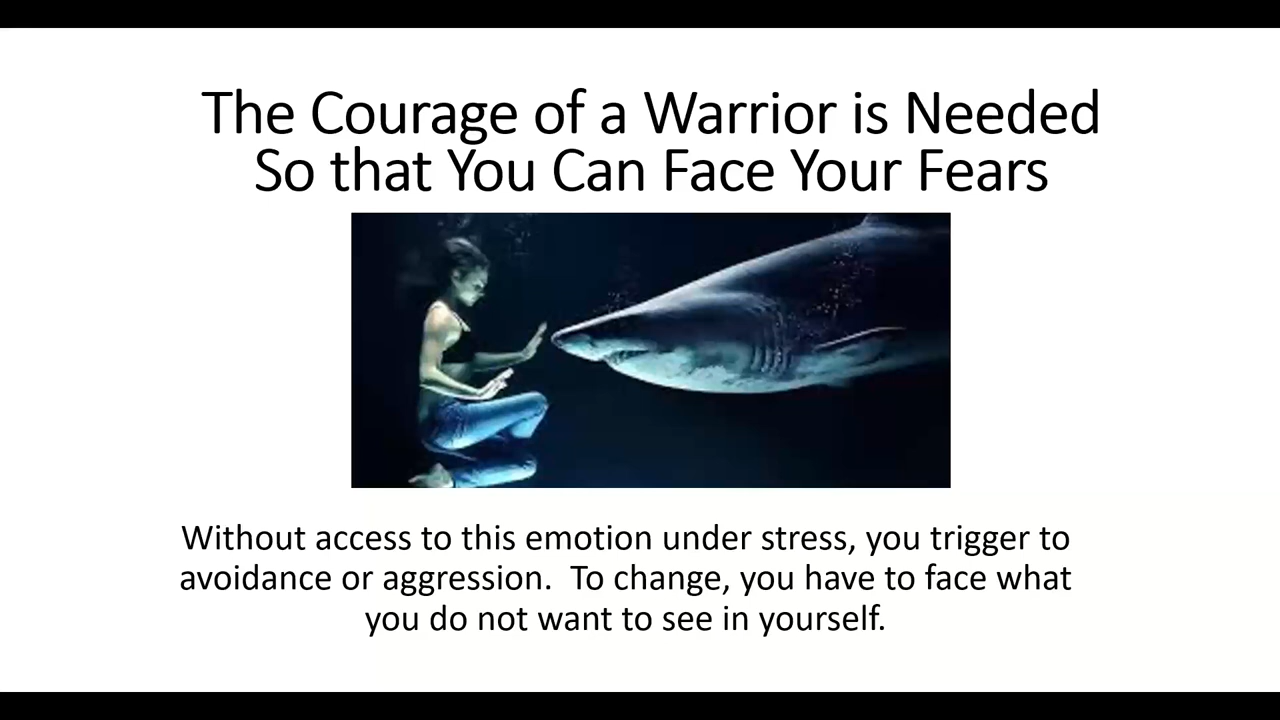 The Courage of a Warrior is Needed
So that You Can Face Your Fears
Without access to this emotion under stress, you trigger to
avoidance or aggression.  To change, you have to face what
you do not want to see in yourself.